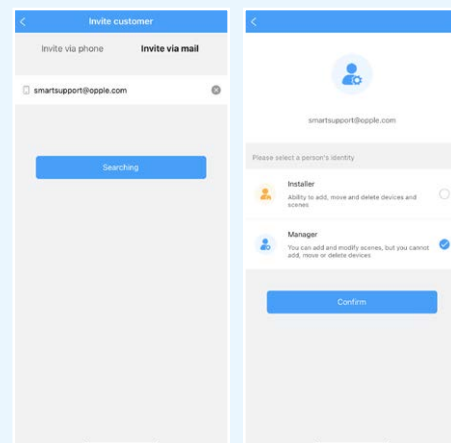 Invite customer
Invite via phone
Invite via mail
smartsupport@opple.com
Searching
smartsupport@opple.com
Please select a person's identity
Installer
Ability to add, move and delete devices and
scenes
Manager
You can add and modify scenes, but you cannot
add, move or delete devices
Confirm